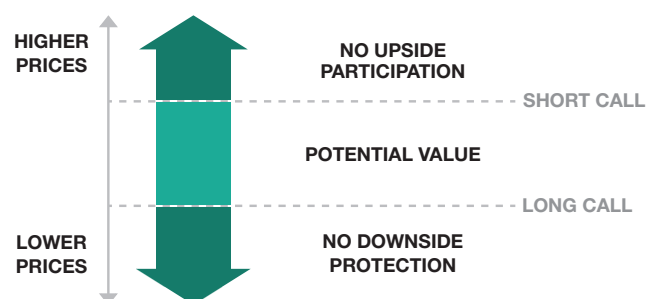 HIGHER
PRICES
NO UPSIDE
PARTICIPATION
SHORT CALL
POTENTIAL VALUE
LONG CALL
LOWER
PRICES
NO DOWNSIDE
PROTECTION